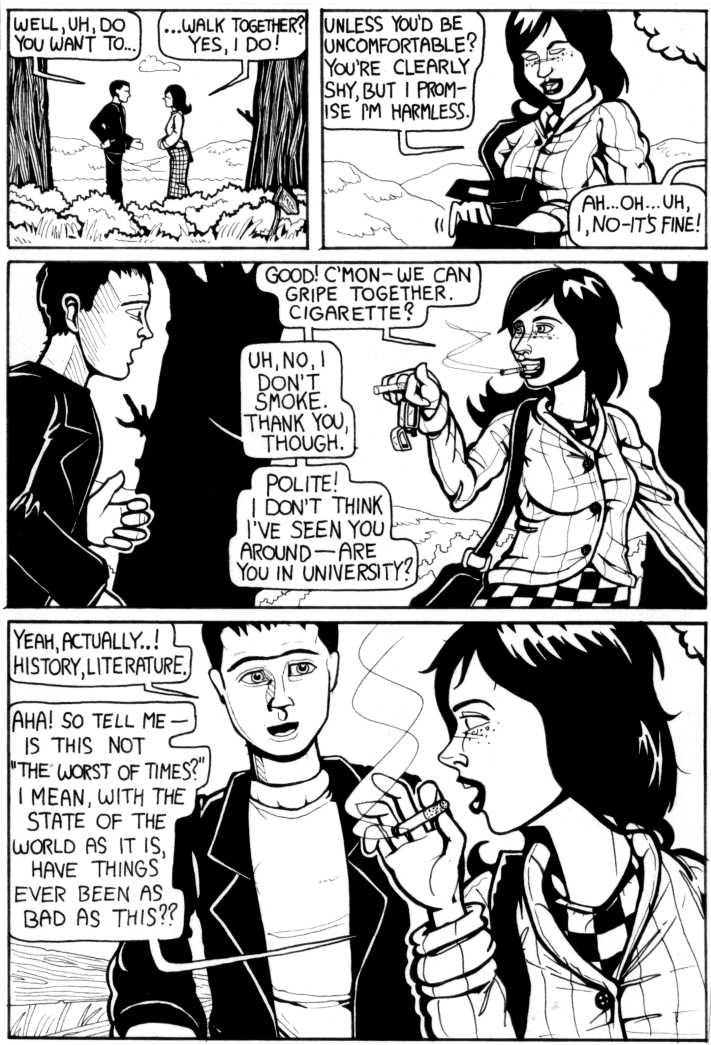 WELL, UH, DO
YOU WANT TO...
...WALK TOGETHER?
YES, I DO!
UNLESS YOU'D BE
UNCOMFORTABLE?
YOU'RE CLEARLY
SHY, BUT I PROM-
ISE I'M HARMLESS.
AH...OH...UH,
I, NO-IT'S FINE!
GOOD! C'MON-WE CAN
GRIPE TOGETHER.
CIGARETTE?
UH, NO, I
DON'T
SMOKE.
THANK YOU,
THOUGH.
POLITE!
I DON'T THINK
I'VE SEEN YOU
AROUND—ARE
YOU IN UNIVERSITY?
YEAH, ACTUALLY..!
HISTORY, LITERATURE.
AHA! SO TELL ME—
IS THIS NOT
"THE WORST OF TIMES?"
I MEAN, WITH THE
STATE OF THE
WORLD AS IT IS,
HAVE THINGS
EVER BEEN AS
BAD AS THIS??